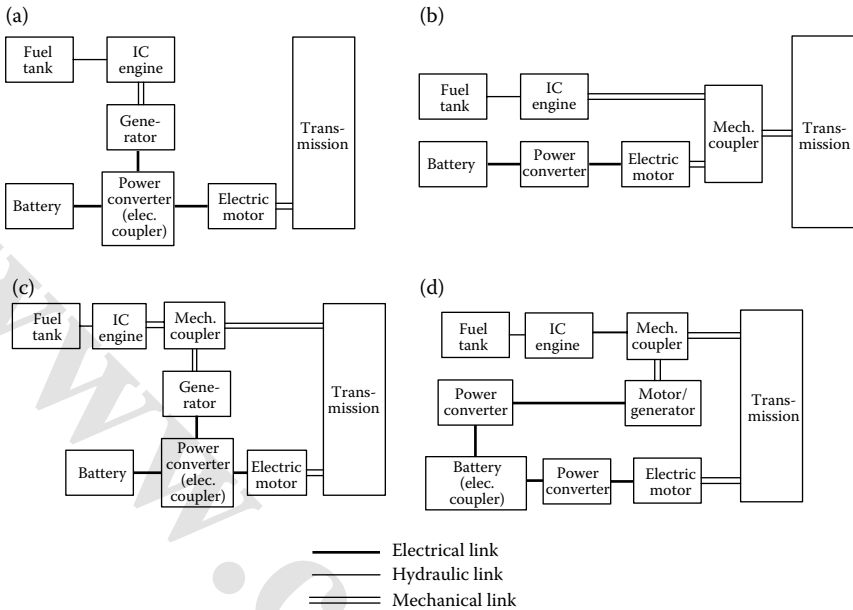 (a)
Fuel
tank
IC
engine
Gene-
rator
Battery
Power
converter
(elec.
coupler)
Electric
motor
Trans-
mission
(b)
Fuel
tank
IC
engine
Battery
Power
converter
Electric
motor
Mech.
coupler
Trans-
mission
(c)
Fuel
tank
IC
engine
Mech.
coupler
Gene-
rator
Battery
Power
converter
(elec.
coupler)
Electric
motor
Trans-
mission
(d)
Fuel
tank
IC
engine
Mech.
coupler
Power
converter
Motor/
generator
Battery
(elec.
coupler)
Power
converter
Electric
motor
Trans-
mission
Electrical link
Hydraulic link
Mechanical link